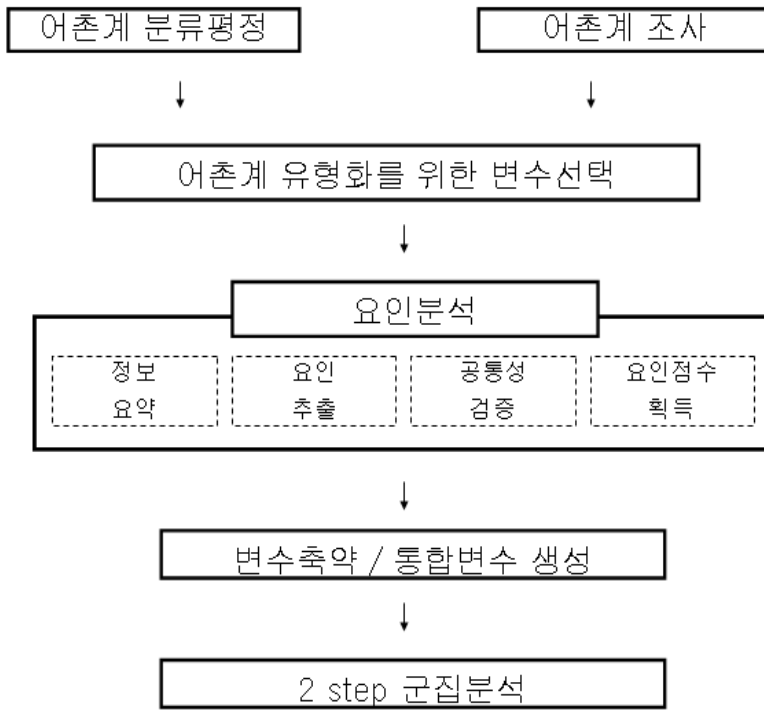 어촌계 분류평정
어촌계 조사
어촌계 유형화를 위한 변수선택
요인분석
정보
요약
요인
추출
공통성
검증
요인점수
획득
변수축약 / 통합변수 생성
2 step 군집분석